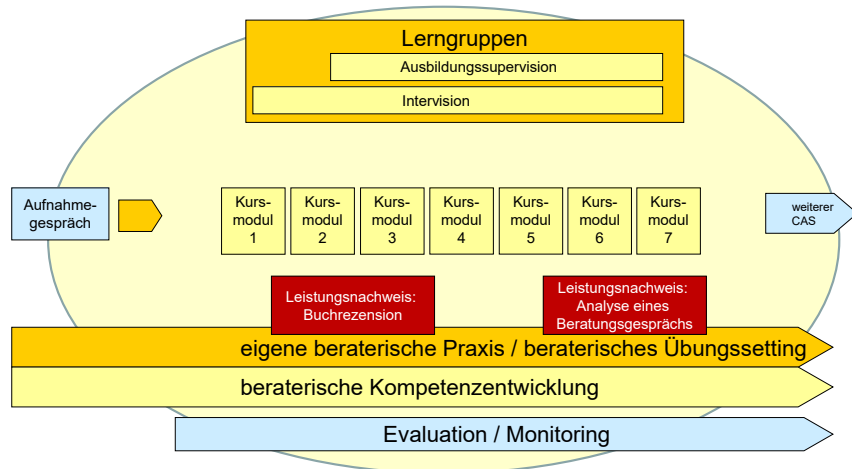 Lerngruppen
Ausbildungssupervision
Intervision
Aufnahme-
gespräch
Kurs-
modul
1
Kurs-
modul
2
Kurs-
modul
3
Kurs-
modul
4
Kurs-
modul
5
Kurs-
modul
6
Kurs-
modul
7
weiterer
CAS
Leistungsnachweis:
Buchrezension
Leistungsnachweis:
Analyse eines
Beratungsgesprächs
eigene beraterische Praxis / beraterisches Übungssetting
beraterische Kompetenzentwicklung
Evaluation / Monitoring